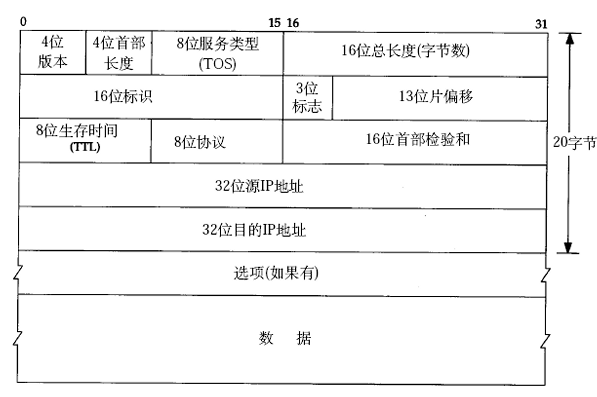 0 15 16 31
4位 4位首部 8位服务类型 16位总长度(字节数)
版本 长度 (TOS)
16位标识 3位 13位片偏移
标志
8位生存时间 8位协议 16位首部检验和
(TTL)
20字节
32位源IP地址
32位目的IP地址
选项(如果有)
数 据